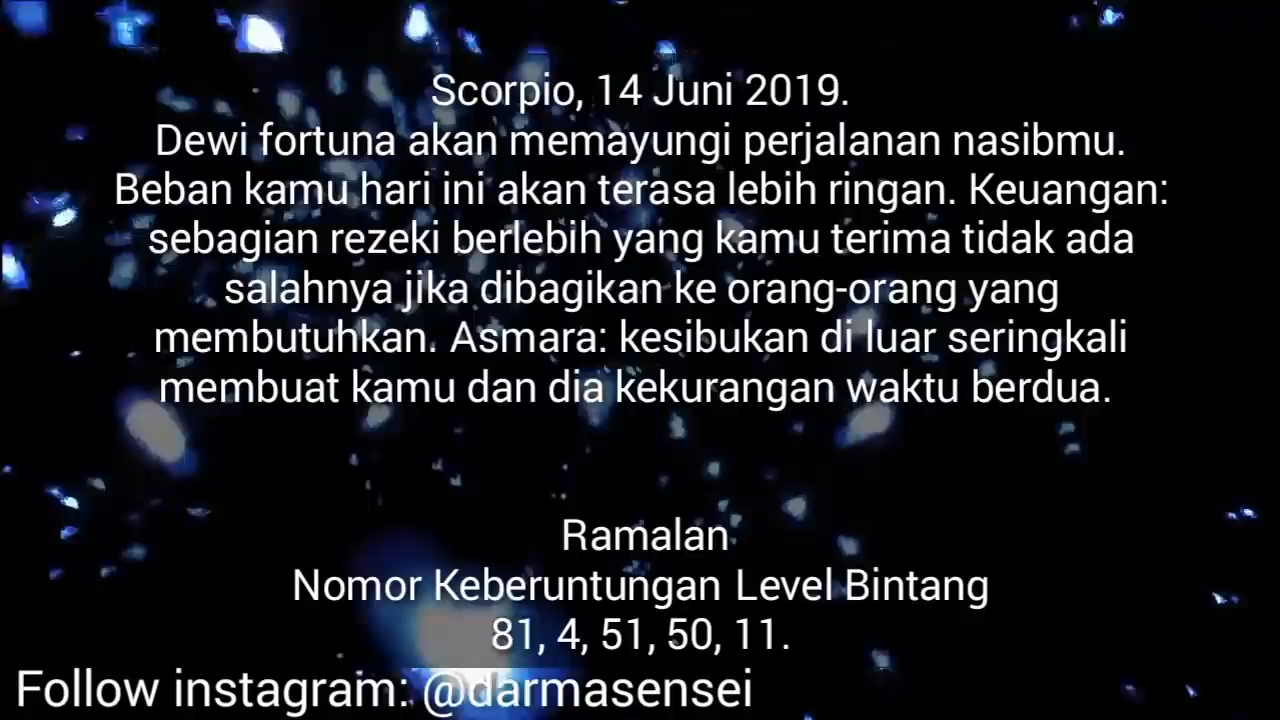 Scorpio, 14 Juni 2019.
Dewi fortuna akan memayungi perjalanan nasibmu.
Beban kamu hari ini akan terasa lebih ringan. Keuangan:
sebagian rezeki berlebih yang kamu terima tidak ada
salahnya jika dibagikan ke orang-orang yang
membutuhkan. Asmara: kesibukan di luar seringkali
membuat kamu dan dia kekurangan waktu berdua.
Ramalan
Nomor Keberuntungan Level Bintang
81, 4, 51, 50, 11.
Follow instagram: @darmasensei